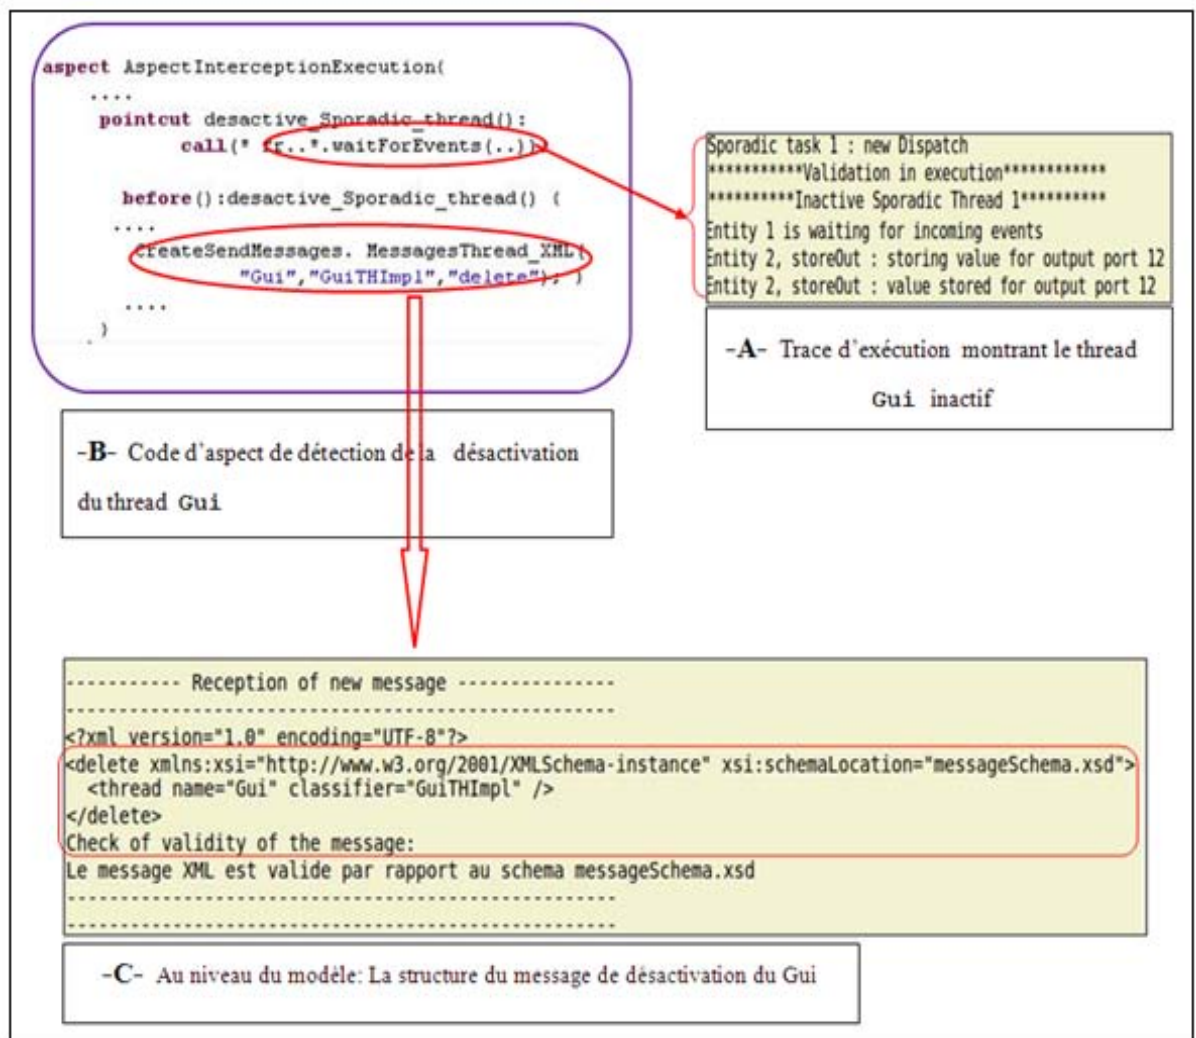 aspect AspectInterceptionExecution{
....
pointcut desactive_Sporadic_thread():
call(* fr..*.waitForEvents(..));
before():desactive_Sporadic_thread() {
....
CreateSendMessages. MessagesThread_XML(
"Gui","GuiTHImpl","delete"); }
....
}
Sporadic task 1 : new Dispatch
***********Validation in execution************
**********Inactive Sporadic Thread 1**********
Entity 1 is waiting for incoming events
Entity 2, storeOut : storing value for output port 12
Entity 2, storeOut : value stored for output port 12
-A- Trace d'exécution montrant le thread
Gui inactif
-B- Code d'aspect de détection de la désactivation
du thread Gui
----------- Reception of new message ---------------
----------------------------------------------------
<?xml version="1.0" encoding="UTF-8"?>
<delete xmlns:xsi="http://www.w3.org/2001/XMLSchema-instance" xsi:schemaLocation="messageSchema.xsd">
<thread name="Gui" classifier="GuiTHImpl" />
</delete>
Check of validity of the message:
Le message XML est valide par rapport au schema messageSchema.xsd
----------------------------------------------------
----------------------------------------------------
-C- Au niveau du modèle: La structure du message de désactivation du Gui